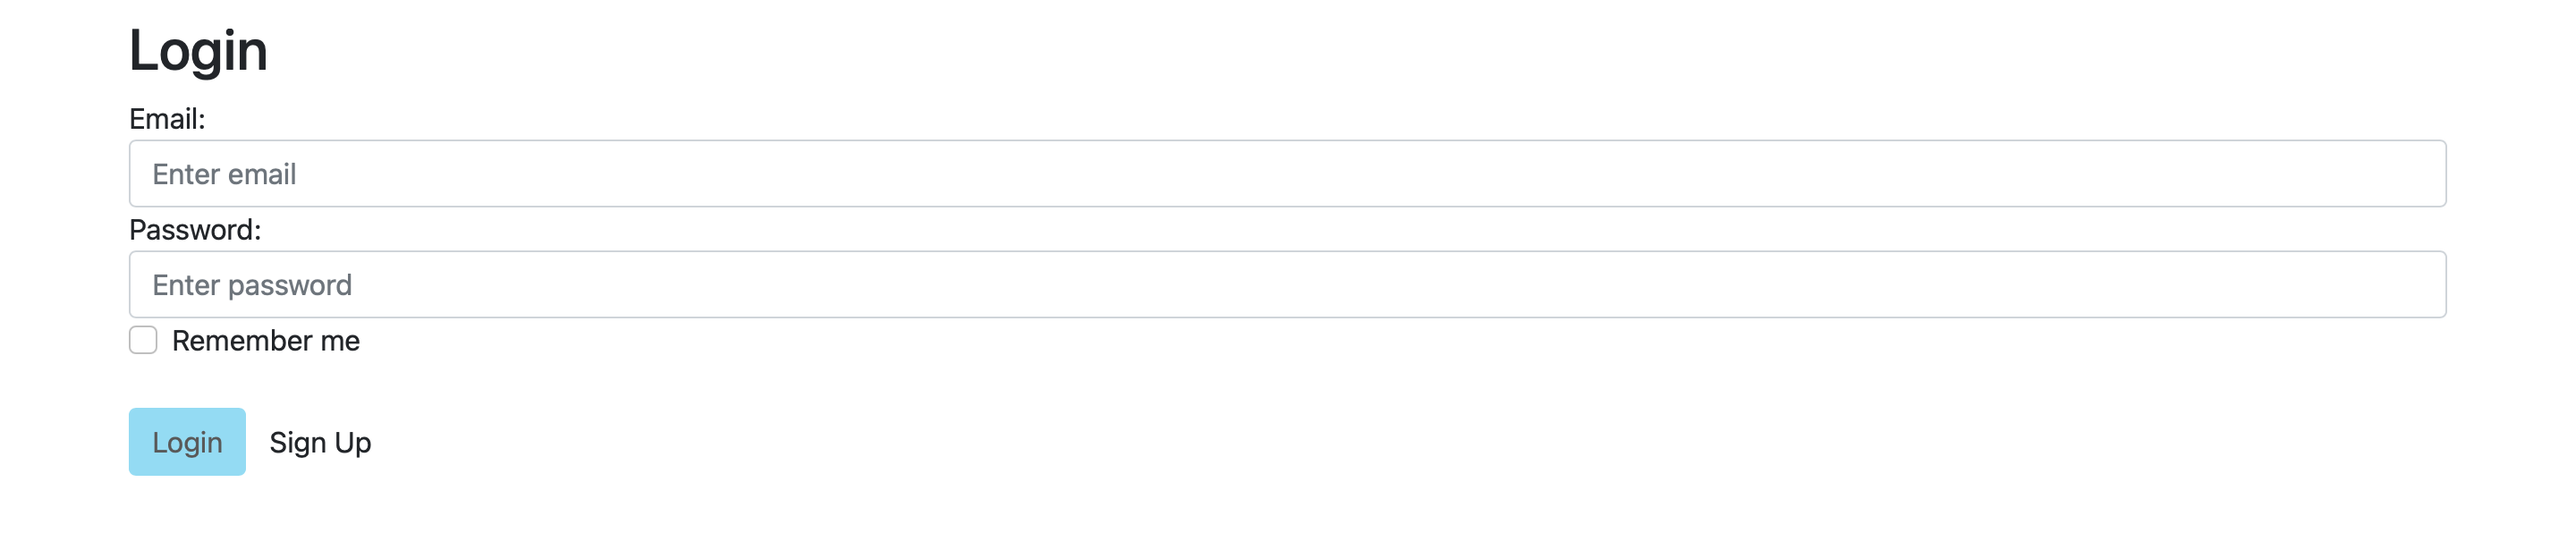 Login
Email:
Enter email
Password:
Enter password
Remember me
Login Sign Up